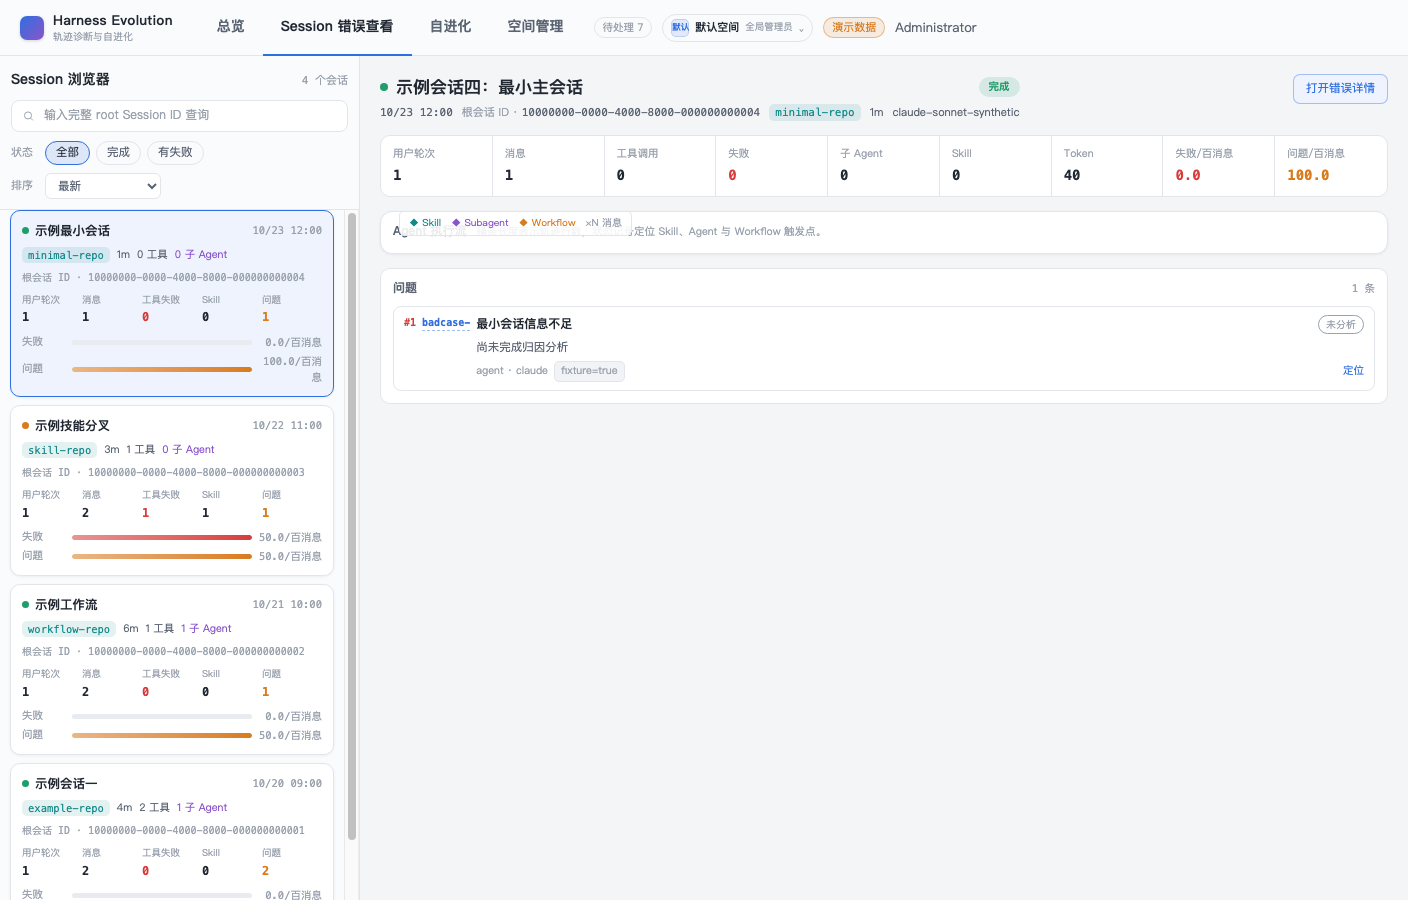 Harness Evolution
轨迹诊断与自进化
总览
Session 错误查看
自进化
空间管理
待处理 7
默认 默认空间 全局管理员
演示数据
Administrator
Session 浏览器
4 个会话
输入完整 root Session ID 查询
状态 全部 完成 有失败
排序 最新
示例最小会话 10/23 12:00
minimal-repo 1m 0 工具 0 子 Agent
根会话 ID · 10000000-0000-4000-8000-000000000004
用户轮次 消息 工具失败 Skill 问题
1 1 0 0 1
失败 0.0/百消息
问题 100.0/百消息
示例技能分叉 10/22 11:00
skill-repo 3m 1 工具 0 子 Agent
根会话 ID · 10000000-0000-4000-8000-000000000003
用户轮次 消息 工具失败 Skill 问题
1 2 1 1 1
失败 50.0/百消息
问题 50.0/百消息
示例工作流 10/21 10:00
workflow-repo 6m 1 工具 1 子 Agent
根会话 ID · 10000000-0000-4000-8000-000000000002
用户轮次 消息 工具失败 Skill 问题
1 2 0 0 1
失败 0.0/百消息
问题 50.0/百消息
示例会话一 10/20 09:00
example-repo 4m 2 工具 1 子 Agent
根会话 ID · 10000000-0000-4000-8000-000000000001
用户轮次 消息 工具失败 Skill 问题
1 2 0 0 2
失败 0.0/百消息
示例会话四：最小主会话 完成
打开错误详情
10/23 12:00 根会话 ID · 10000000-0000-4000-8000-000000000004 minimal-repo 1m claude-sonnet-synthetic
用户轮次 消息 工具调用 失败 子 Agent Skill Token 失败/百消息 问题/百消息
1 1 0 0 0 0 40 0.0 100.0
Skill Subagent Workflow ×N 消息
定位 Skill、Agent 与 Workflow 触发点。
问题 1 条
#1 badcase- 最小会话信息不足 未分析
尚未完成归因分析
agent · claude fixture=true 定位